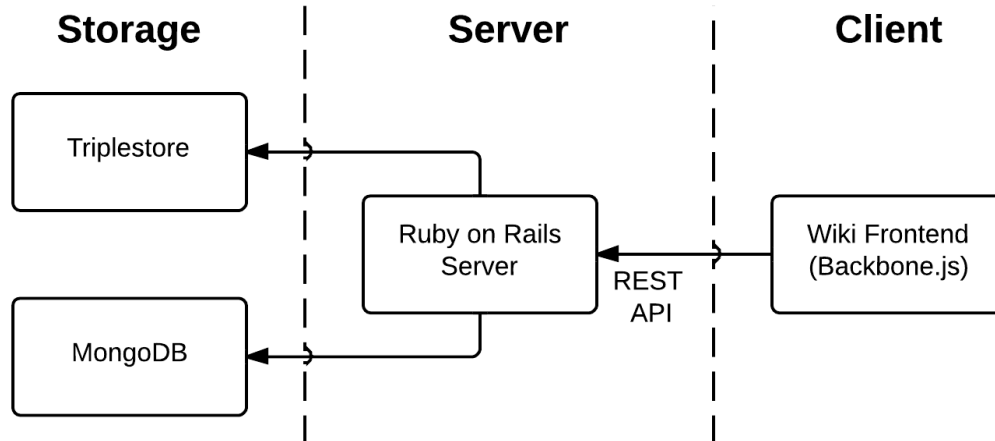 Storage
Server
Client
Triplestore
Ruby on Rails
Server
Wiki Frontend
(Backbone.js)
REST
API
MongoDB